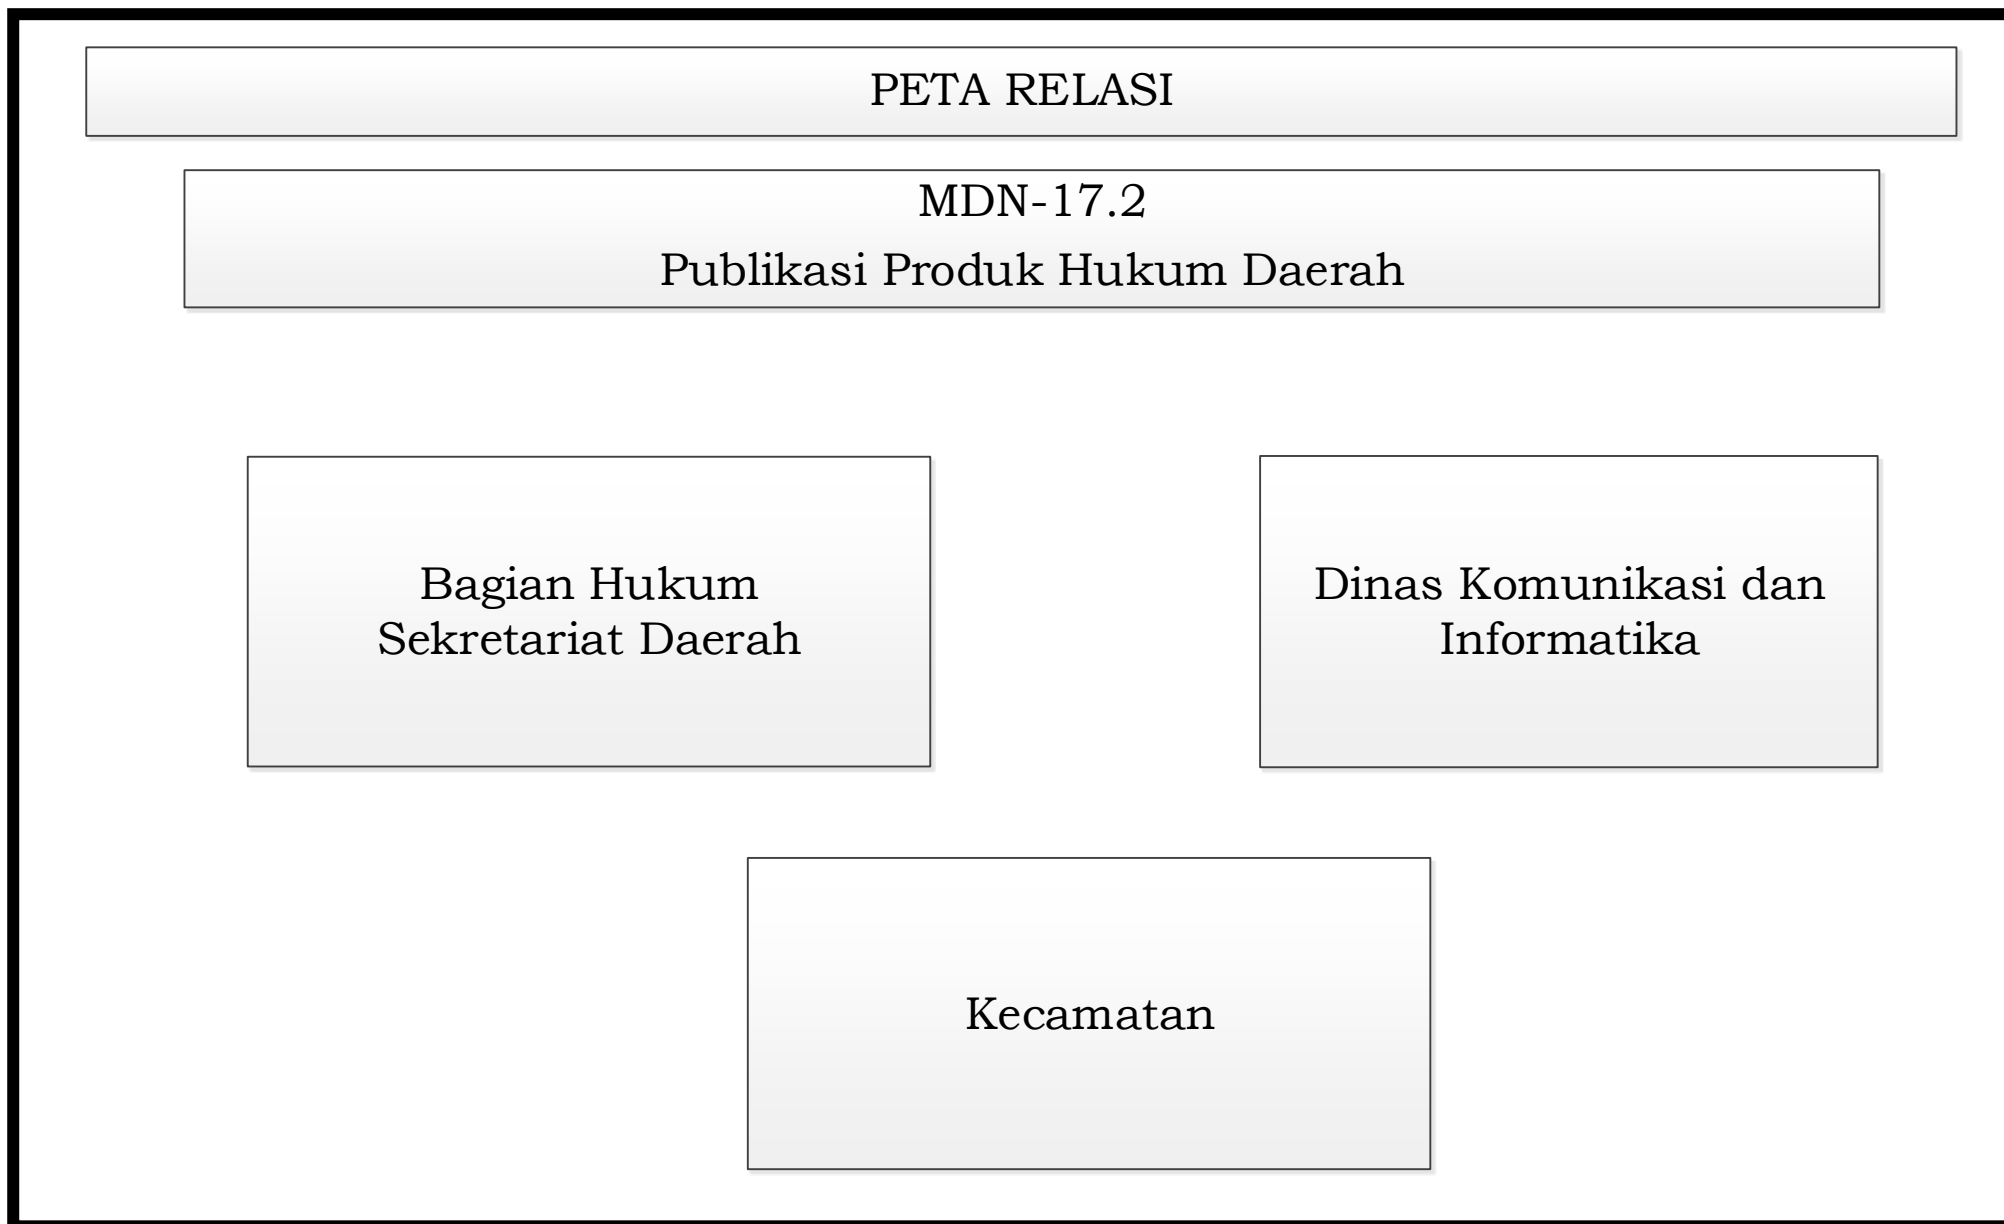 PETA RELASI
MDN-17.2
Publikasi Produk Hukum Daerah
Bagian Hukum
Sekretariat Daerah
Dinas Komunikasi dan
Informatika
Kecamatan